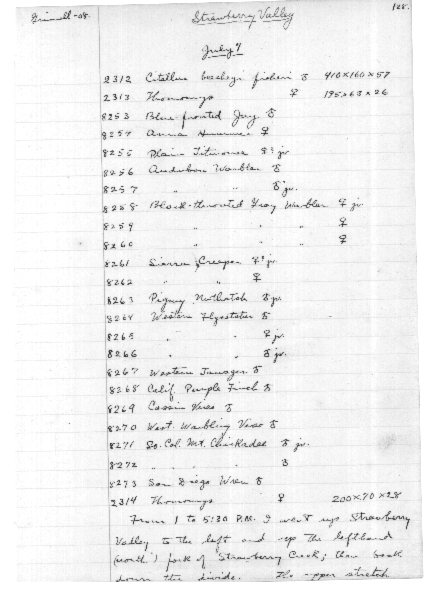 Grinnell-08. Strawberry Valley 128.
July 7
2312 Citellus beecheyi fisheri ♂ 410×160×57
2313 Thomomys ♀ 195×63×26
8253 Blue-fronted Jay ♂
8254 Anna Hummer ♀
8255 Plain Titmouse ♀? jv.
8256 Audubon Warbler ♂
8257 " " ♂ jv.
8258 Black-throated Gray Warbler ♀ jv
8259 " " " ♀
8260 " " " ♀
8261 Sierra Creeper ♀? jv.
8262 " " ♀
8263 Pigmy Nuthatch ♂ jv.
8264 Western Flycatcher ♂
8265 " " ♀ jv.
8266 " " ♂ jv.
8267 Western Tanager ♂
8268 Calif. Purple Finch ♂
8269 Cassin Vireo ♂
8270 West. Warbling Vireo ♂
8271 So. Cal. Mt. Chickadee ♂ jv.
8272 " " " ♂
8273 San Diego Wren ♂
2314 Thomomys ♀ 200×70×28
From 1 to 5:30 P.M. I went up Strawberry
Valley to the left and up the lefthand
(north) fork of Strawberry Creek; then back
down the divide. The upper stretch